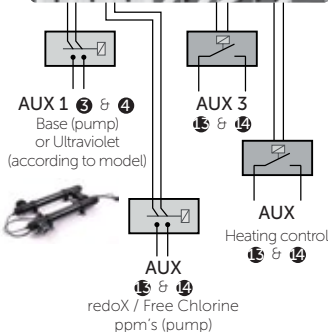 AUX 1 3 & 4
Base (pump)
or Ultraviolet
(according to model)
AUX 3
13 & 14
AUX
Heating control
13 & 14
AUX
13 & 14
redoX / Free Chlorine
ppm's (pump)